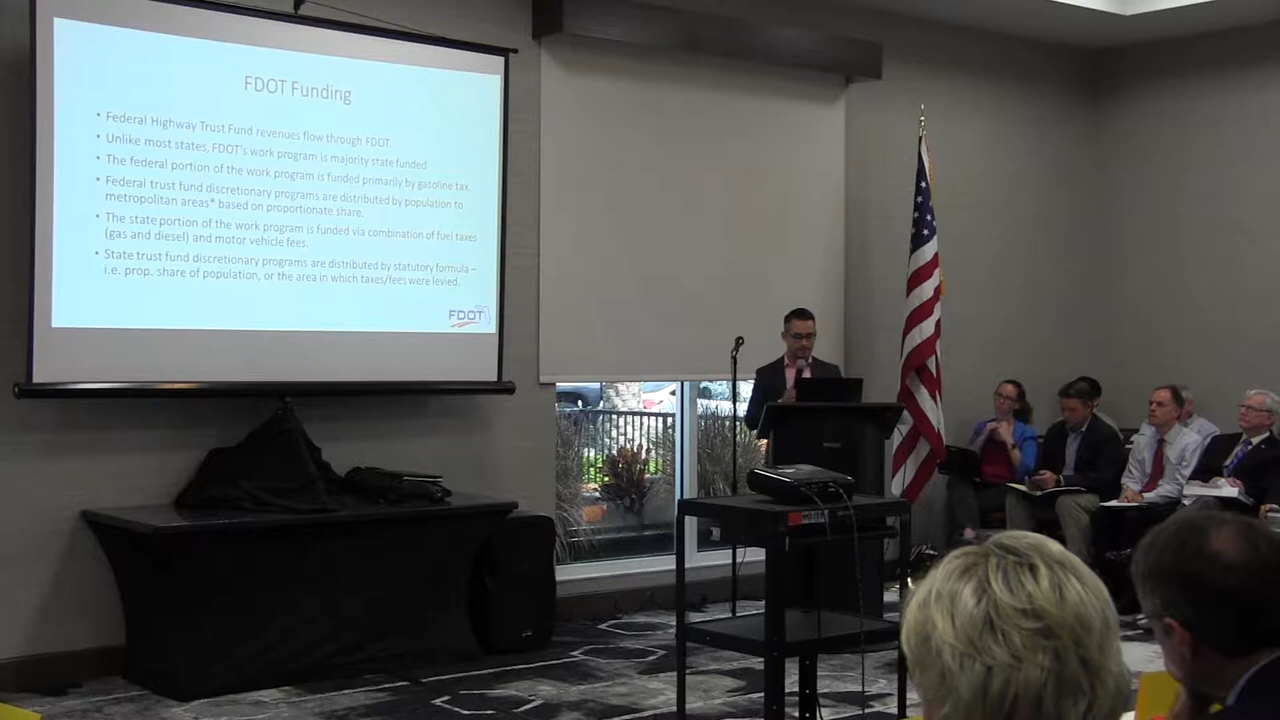 FDOT Funding
• Federal Highway Trust Fund revenues flow through FDOT.
• Unlike most states, FDOT's work program is majority state funded
• The federal portion of the work program is funded primarily by gasoline tax.
• Federal trust fund discretionary programs are distributed by population to
metropolitan areas* based on proportionate share.
• The state portion of the work program is funded via combination of fuel taxes
(gas and diesel) and motor vehicle fees.
• State trust fund discretionary programs are distributed by statutory formula –
i.e. prop. share of population, or the area in which taxes/fees were levied.
FDOT